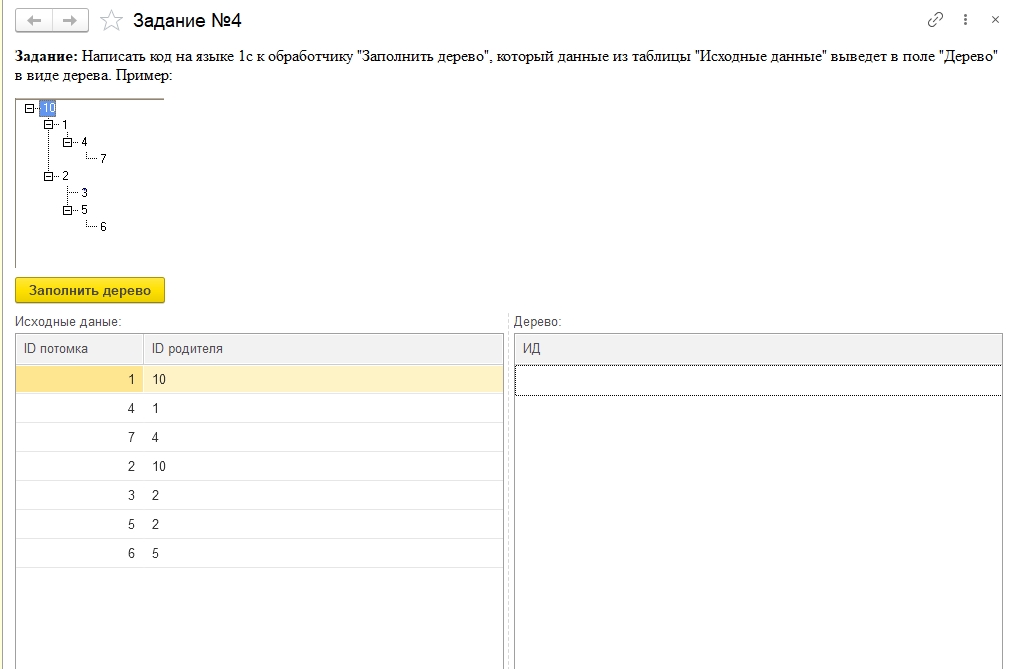 Задание №4
Задание: Написать код на языке 1с к обработчику "Заполнить дерево", который данные из таблицы "Исходные данные" выведет в поле "Дерево"
в виде дерева. Пример:
10
1
4
7
2
3
5
6
Заполнить дерево
Исходные даные: Дерево:
ID потомка ID родителя ИД
1 10
4 1
7 4
2 10
3 2
5 2
6 5